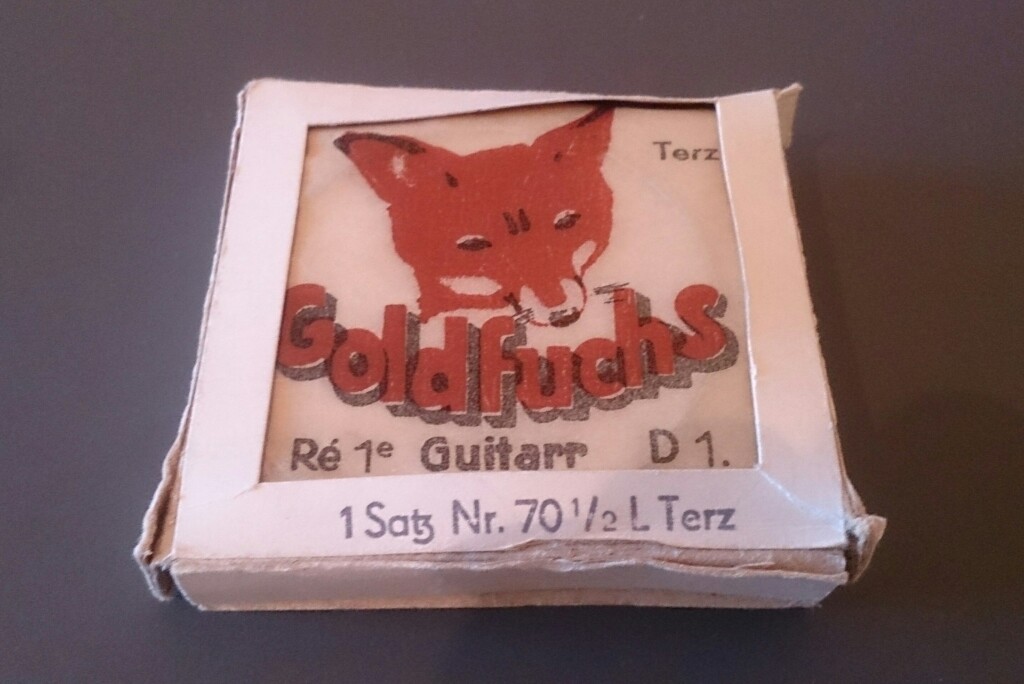 Terz
Goldfuchs
Ré 1e Guitarr D 1.
1 Satz Nr. 70 1/2 L Terz